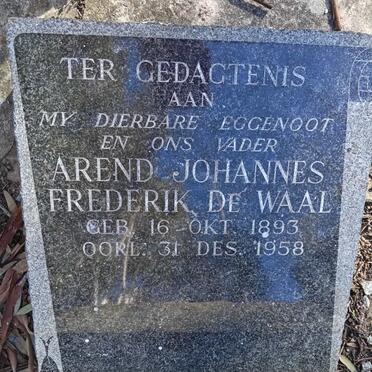 TER GEDAGTENIS
AAN
MY DIERBARE EGGENOOT
EN ONS VADER
AREND JOHANNES
FREDERIK DE WAAL
GEB. 16-OKT. 1893
OORL. 31 DES. 1958